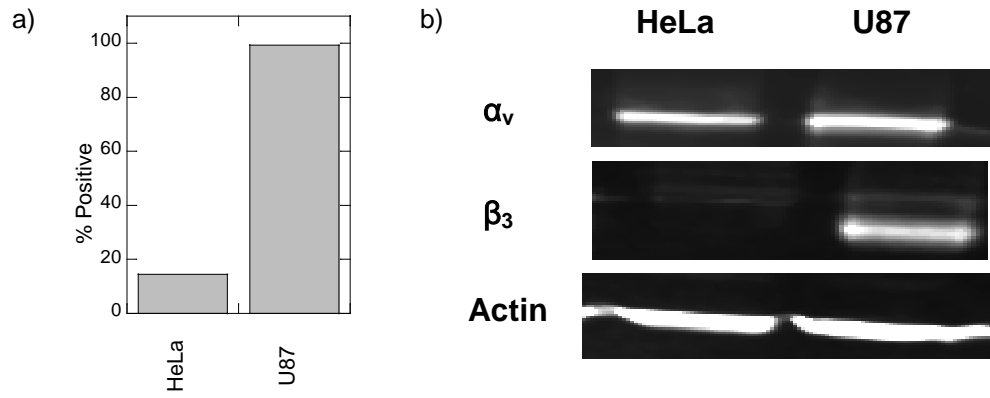 a)
% Positive
100
80
60
40
20
0
HeLa
U87
b)
HeLa U87
αv
β3
Actin